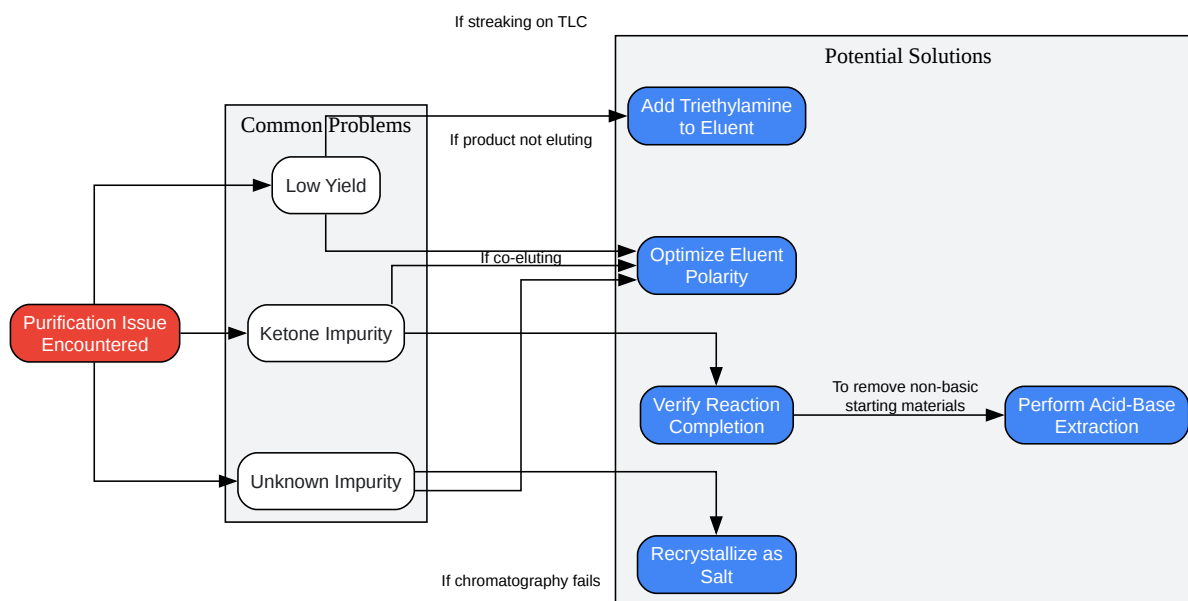 If streaking on TLC
Potential Solutions
Add Triethylamine
to Eluent
Common Problems
If product not eluting
Low Yield
If co-eluting
Optimize Eluent
Polarity
Purification Issue
Encountered
Ketone Impurity
To remove non-basic
starting materials
Verify Reaction
Completion
Perform Acid-Base
Extraction
Unknown Impurity
Recrystallize as
Salt
If chromatography fails